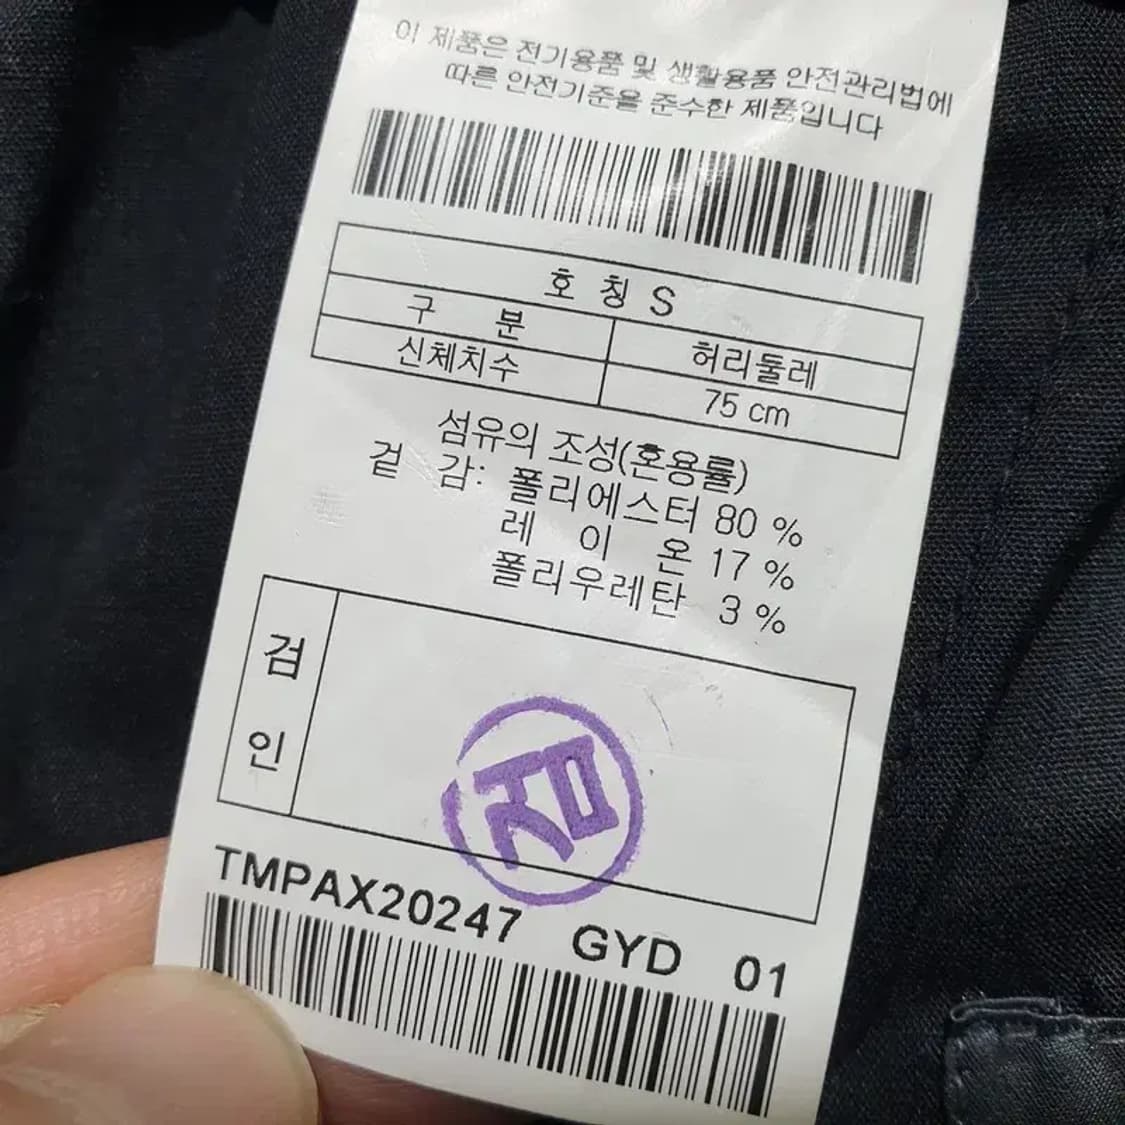 이 제품은 전기용품 및 생활용품 안전관리법에
따른 안전기준을 준수한 제품입니다
호 칭 S
구 분 허리둘레
신체치수 75 cm
섬유의 조성(혼용률)
겉 감: 폴리에스터 80 %
레 이 온 17 %
폴리우레탄 3 %
검
인
검
TMPAX20247 GYD 01